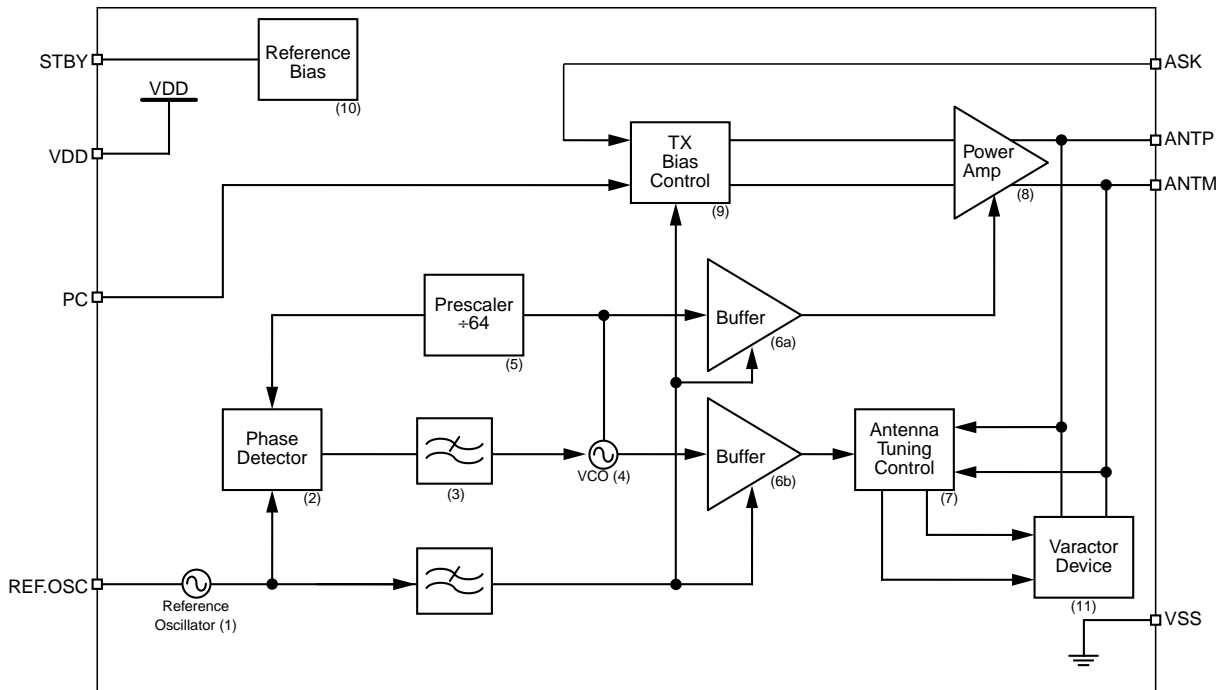 STBY
Reference
Bias
(10)
ASK
VDD
VDD
TX
Bias
Control
(9)
Power
Amp
(8)
ANTP
ANTM
PC
Prescaler
÷64
(5)
Buffer
(6a)
Phase
Detector
(2)
(3)
VCO (4)
Buffer
(6b)
Antenna
Tuning
Control
(7)
REF.OSC
Reference
Oscillator (1)
Varactor
Device
(11)
VSS